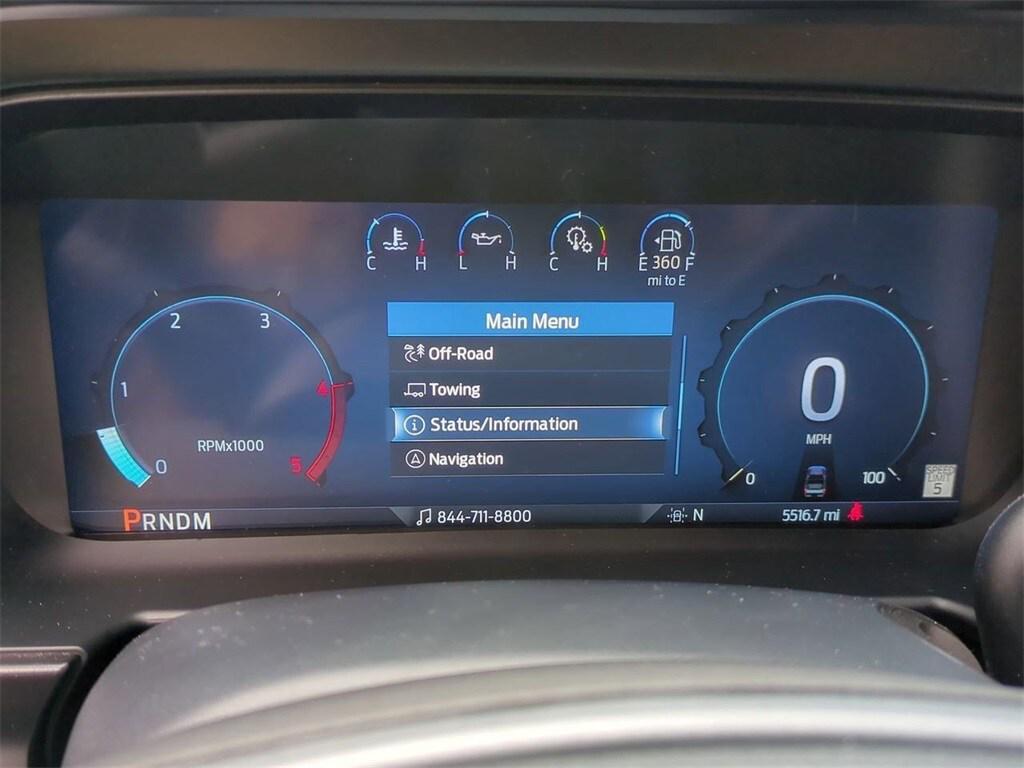 C H
L H
C H
E 360 F
mi to E
Main Menu
Off-Road
Towing
Status/Information
Navigation
0
1
2
3
4
5
RPMx1000
0
MPH
0
100
SPEED
LIMIT
5
PRNDM
844-711-8800
N
5516.7 mi